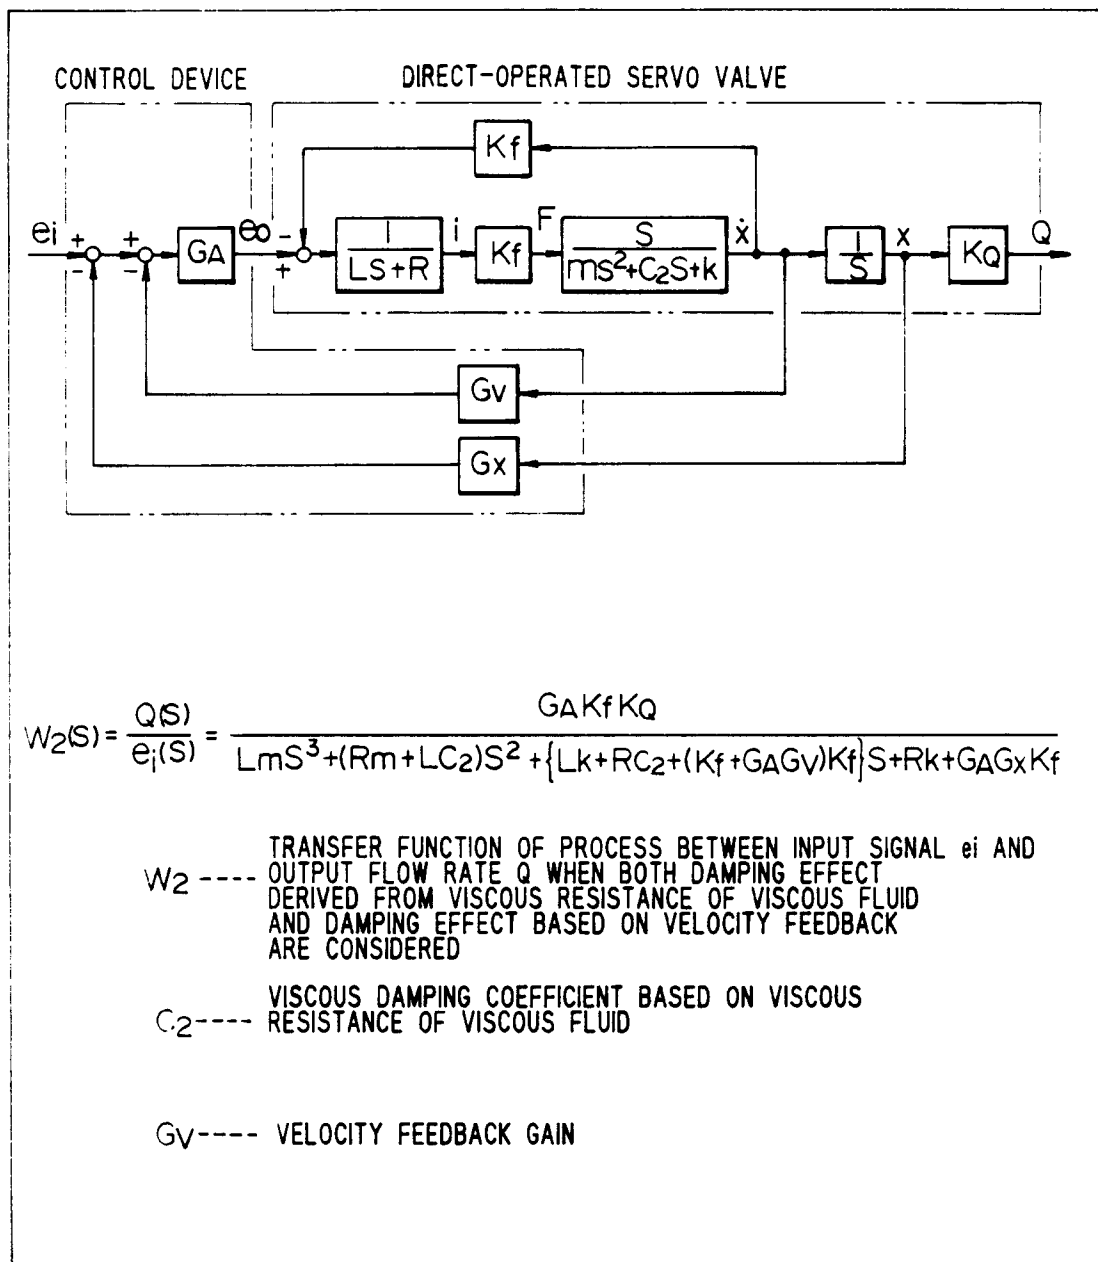 CONTROL DEVICE
DIRECT-OPERATED SERVO VALVE
Kf
ei + - + - GA eo - + 1/(LS+R) i Kf F S/(mS²+C₂S+k) ẋ 1/S x KQ Q
Gv
Gx
W₂(S) = Q(S)/ei(S) = GAKfKQ/(LmS³+(Rm+LC₂)S²+{Lk+RC₂+(Kf+GAGv)Kf}S+Rk+GAGxKf)
W₂ ---- TRANSFER FUNCTION OF PROCESS BETWEEN INPUT SIGNAL ei AND
OUTPUT FLOW RATE Q WHEN BOTH DAMPING EFFECT
DERIVED FROM VISCOUS RESISTANCE OF VISCOUS FLUID
AND DAMPING EFFECT BASED ON VELOCITY FEEDBACK
ARE CONSIDERED
C₂ ---- VISCOUS DAMPING COEFFICIENT BASED ON VISCOUS
RESISTANCE OF VISCOUS FLUID
Gv ---- VELOCITY FEEDBACK GAIN